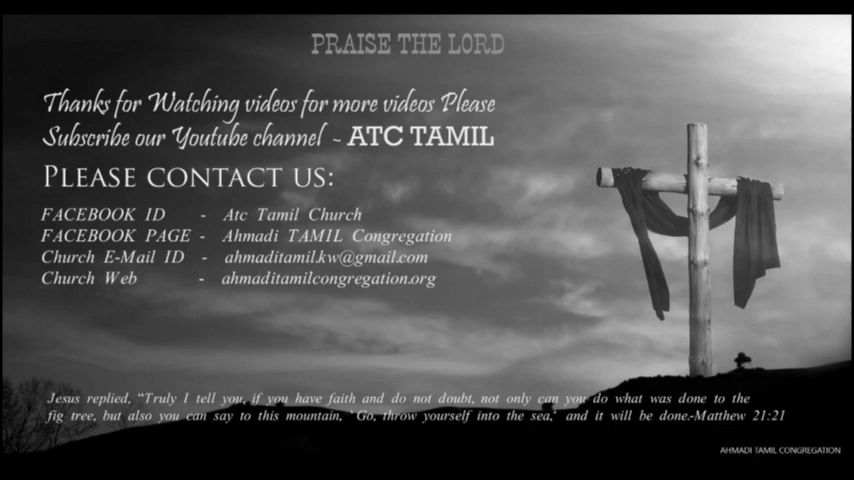 PRAISE THE LORD
Thanks for Watching videos for more videos Please
Subscribe our Youtube channel - ATC TAMIL
PLEASE CONTACT US:
FACEBOOK ID - Atc Tamil Church
FACEBOOK PAGE - Ahmadi TAMIL Congregation
Church E-Mail ID - ahmaditamil.kw@gmail.com
Church Web - ahmaditamilcongregation.org
Jesus replied, “Truly I tell you, if you have faith and do not doubt, not only can you do what was done to the
fig tree, but also you can say to this mountain, `Go, throw yourself into the sea,' and it will be done.-Matthew 21:21
AHMADI TAMIL CONGREGATION